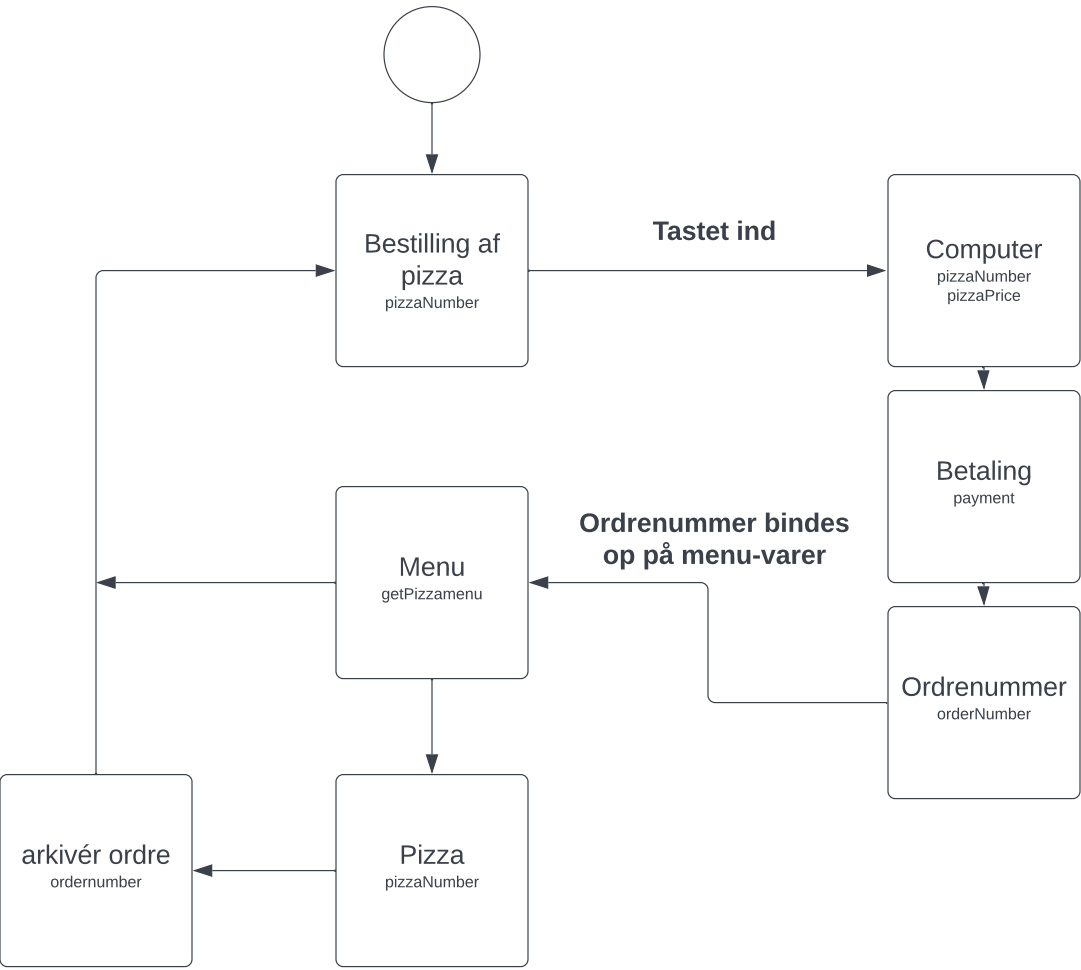 Bestilling af
pizza
pizzaNumber
Tastet ind
Computer
pizzaNumber
pizzaPrice
Betaling
payment
Ordrenummer bindes
op på menu-varer
Menu
getPizzamenu
Ordrenummer
orderNumber
arkivér ordre
ordernumber
Pizza
pizzaNumber